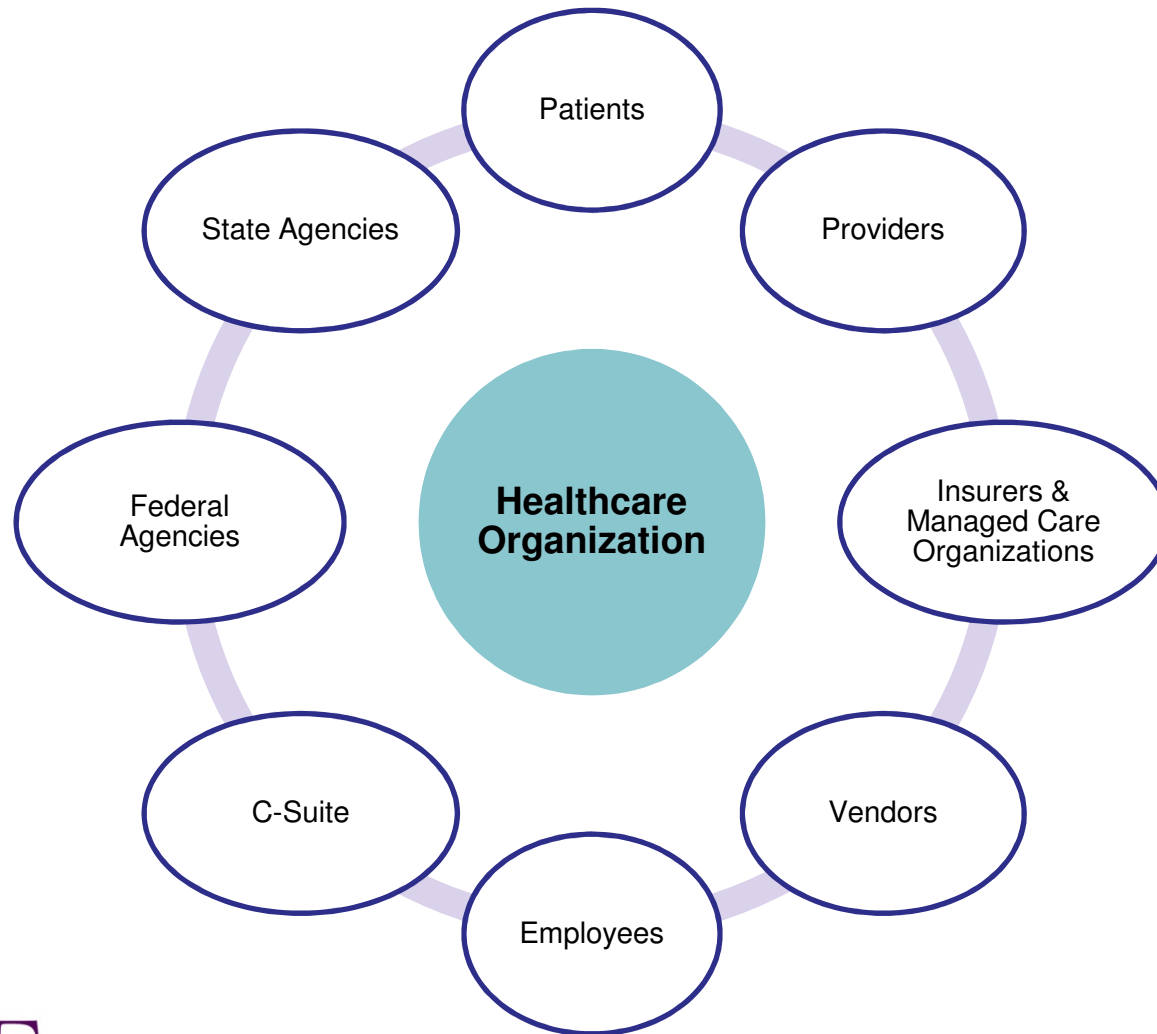 Patients
Providers
State Agencies
Insurers &
Managed Care
Organizations
Healthcare
Organization
Federal
Agencies
Vendors
C-Suite
Employees